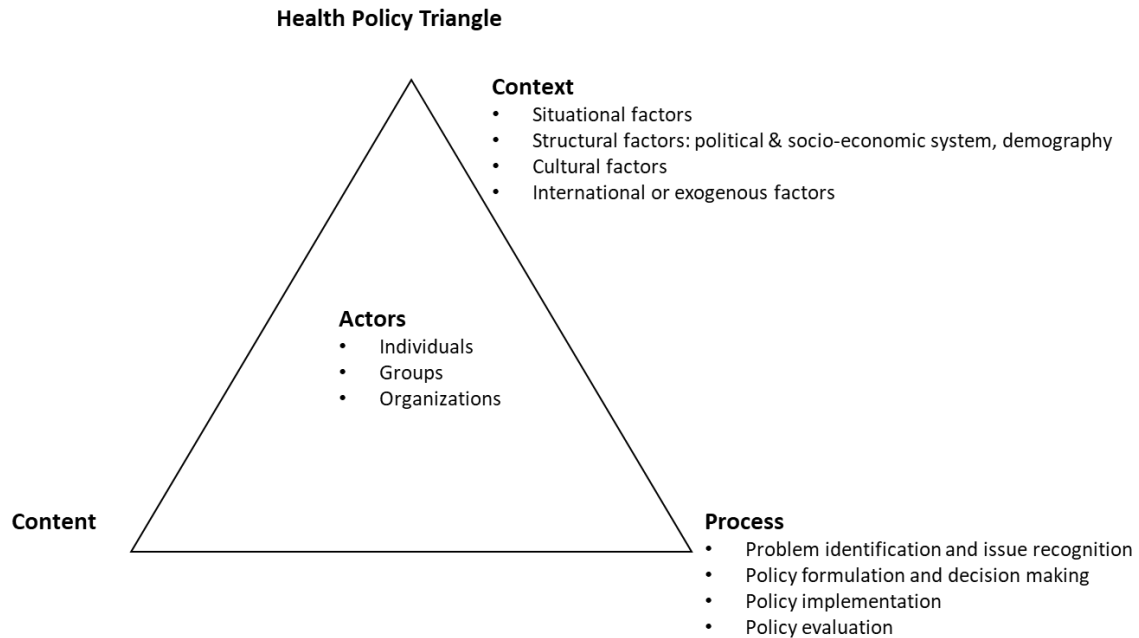 Health Policy Triangle
Context
• Situational factors
• Structural factors: political & socio-economic system, demography
• Cultural factors
• International or exogenous factors
Actors
• Individuals
• Groups
• Organizations
Content
Process
• Problem identification and issue recognition
• Policy formulation and decision making
• Policy implementation
• Policy evaluation